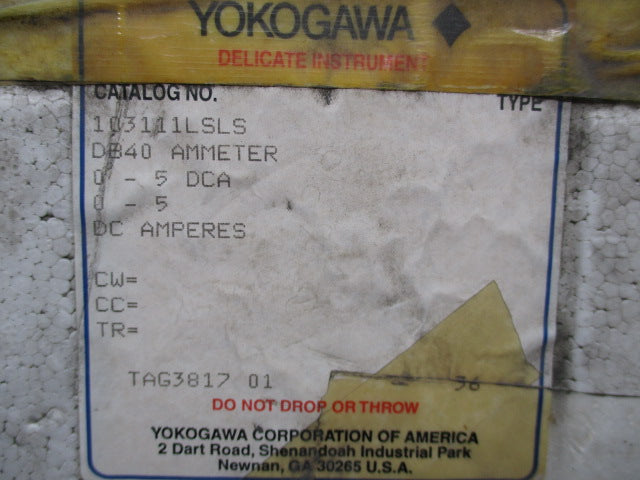 YOKOGAWA
DELICATE INSTRUMENT
CATALOG NO. TYPE
103111LSLS
DB40 AMMETER
0 - 5 DCA
0 - 5
DC AMPERES
CW=
CC=
TR=
TAG3817 01 36
DO NOT DROP OR THROW
YOKOGAWA CORPORATION OF AMERICA
2 Dart Road, Shenandoah Industrial Park
Newnan, GA 30265 U.S.A.